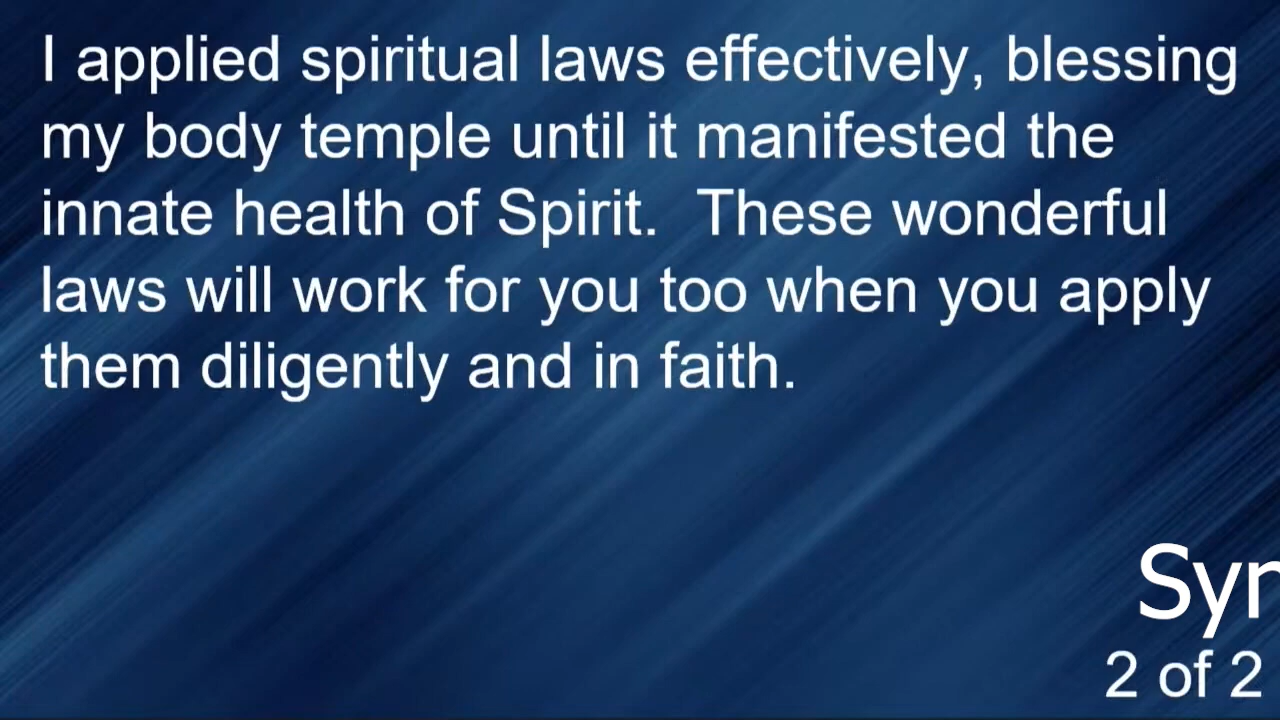 I applied spiritual laws effectively, blessing
my body temple until it manifested the
innate health of Spirit.  These wonderful
laws will work for you too when you apply
them diligently and in faith.
Syn
2 of 2